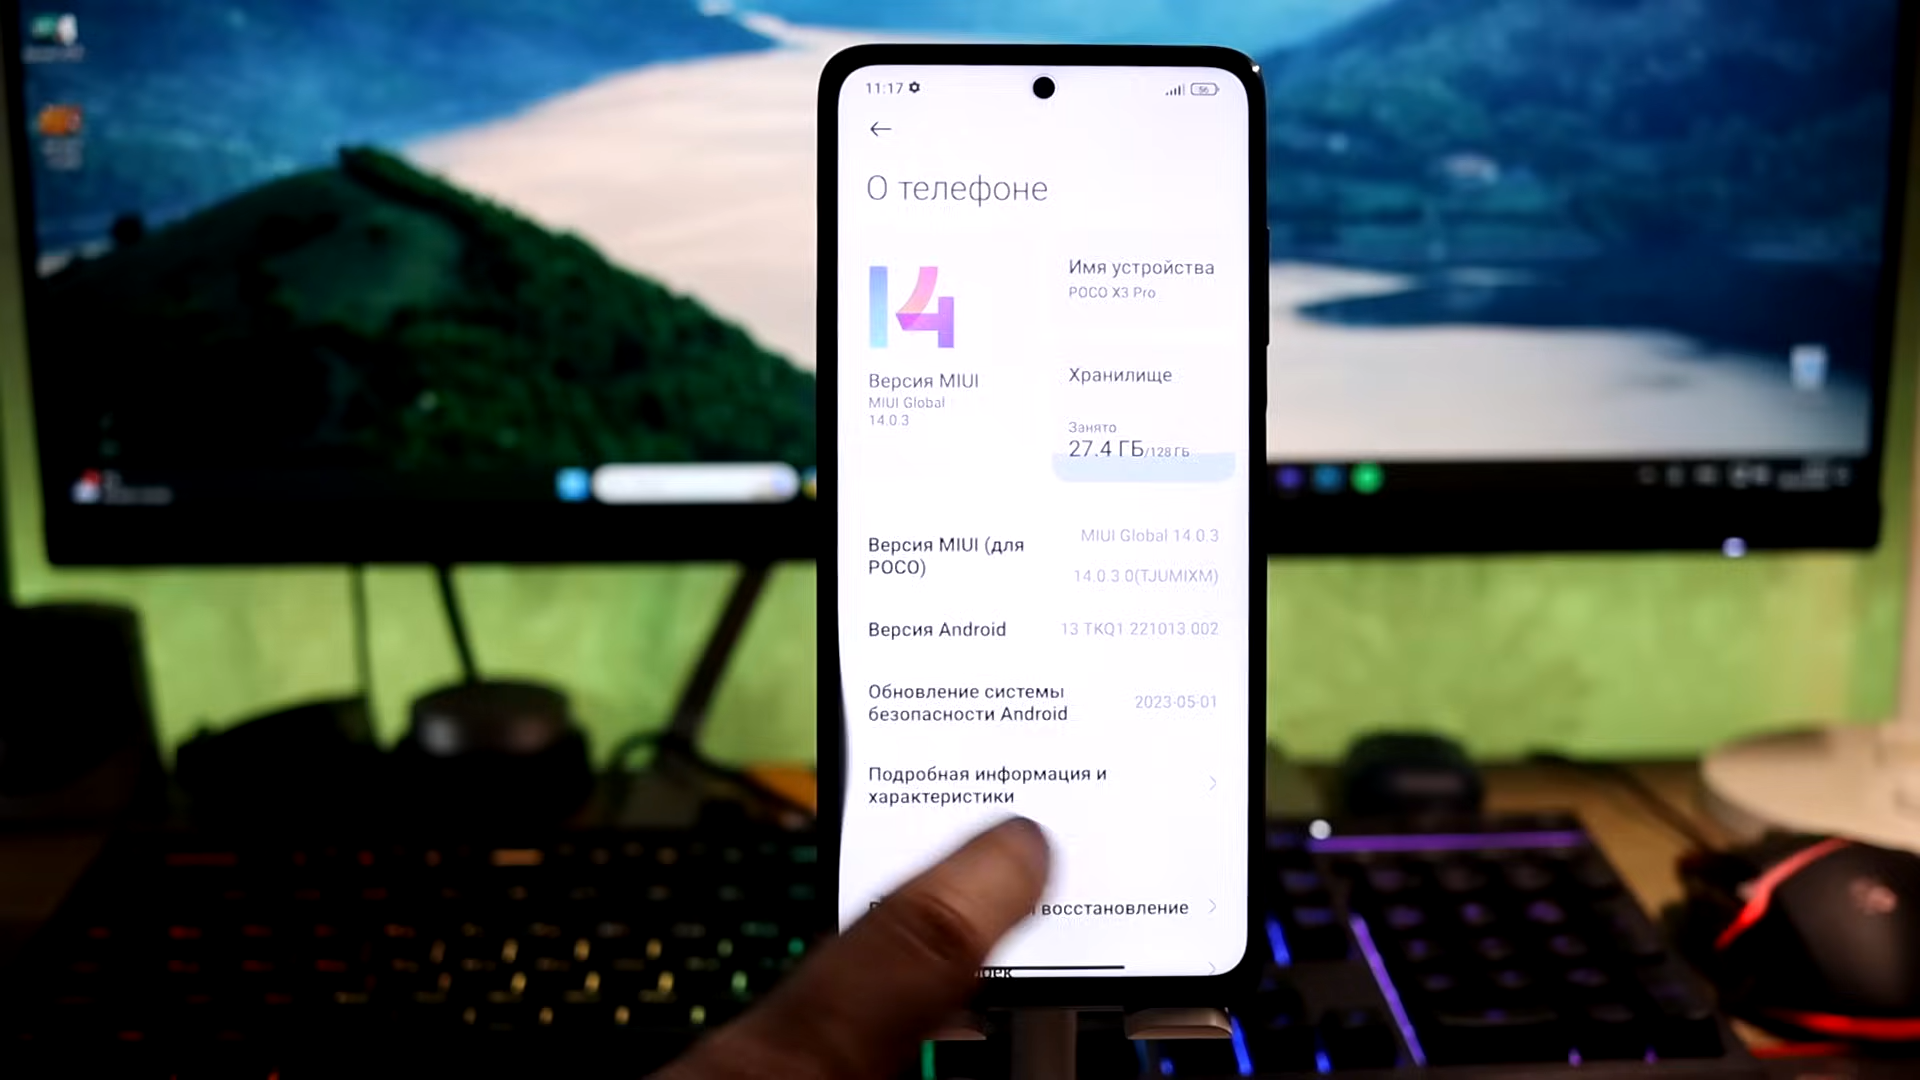 11:17
56
О телефоне
14
Имя устройства
POCO X3 Pro
Версия MIUI
MIUI Global
14.0.3
Хранилище
Занято
27.4 ГБ/128 ГБ
Версия MIUI (для
POCO)
MIUI Global 14.0.3
14.0.3 0(TJUMIXM)
Версия Android
13 TKQ1 221013.002
Обновление системы
безопасности Android
2023-05-01
Подробная информация и
характеристики
восстановление